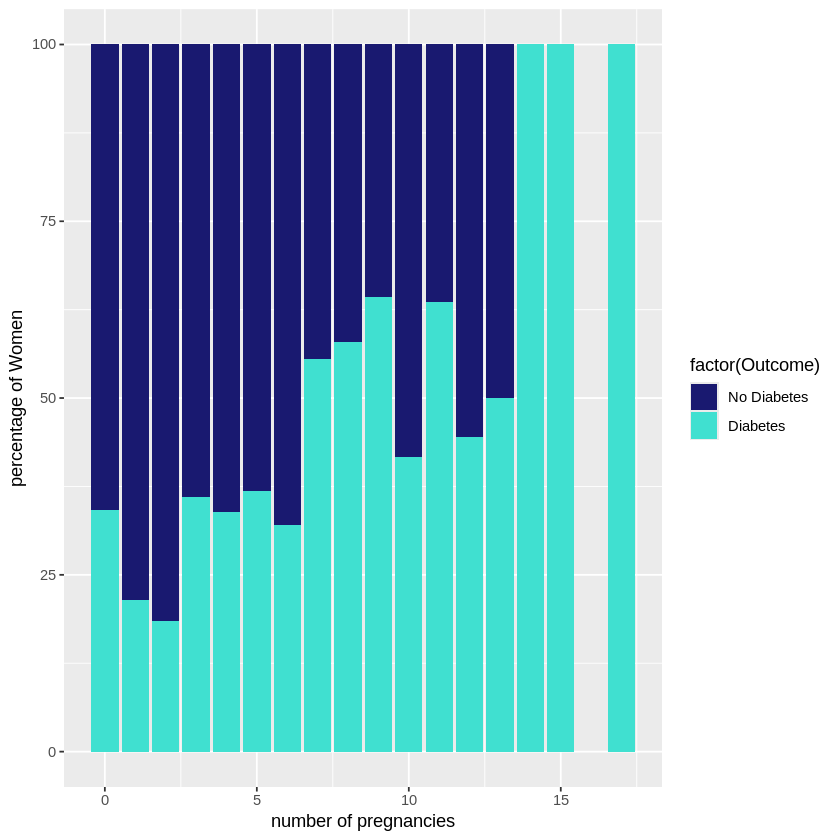 100
75
50
25
0
percentage of Women
0 5 10 15
number of pregnancies
factor(Outcome)
No Diabetes
Diabetes